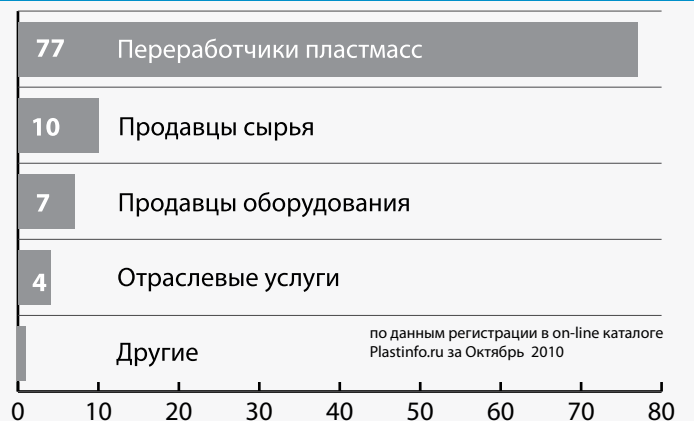 77 Переработчики пластмасс
10 Продавцы сырья
7 Продавцы оборудования
4 Отраслевые услуги
Другие
по данным регистрации в on-line каталоге
Plastinfo.ru за Октябрь 2010
0 10 20 30 40 50 60 70 80